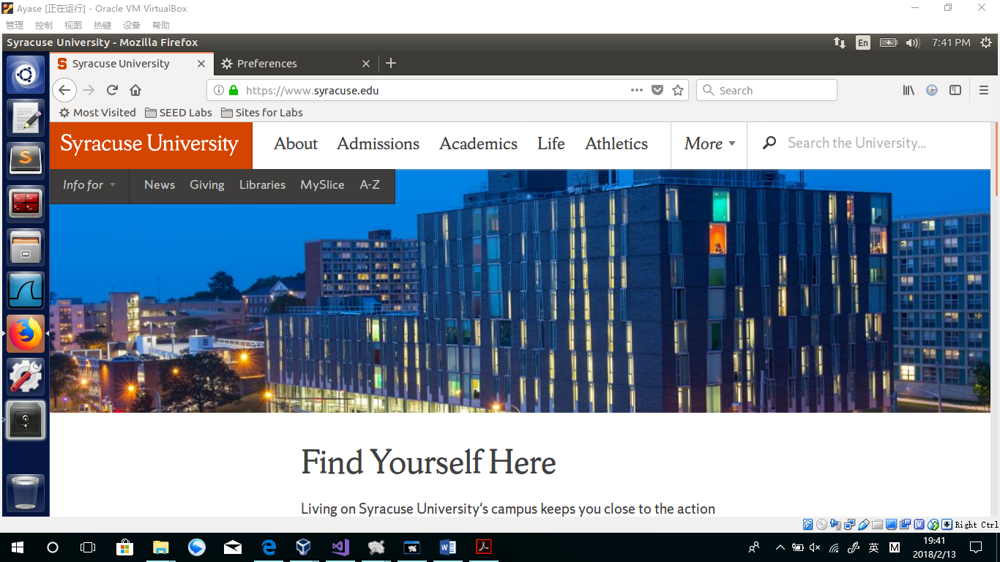 Ayase [正在运行] - Oracle VM VirtualBox
管理 控制 视图 热键 设备 帮助
Syracuse University - Mozilla Firefox
En
7:41 PM
Syracuse University
Preferences
https://www.syracuse.edu
Search
Most Visited SEED Labs Sites for Labs
Syracuse University
About Admissions Academics Life Athletics More Search the University...
Info for News Giving Libraries MySlice A-Z
Find Yourself Here
Living on Syracuse University's campus keeps you close to the action
Right Ctrl
英
M
19:41
2018/2/13